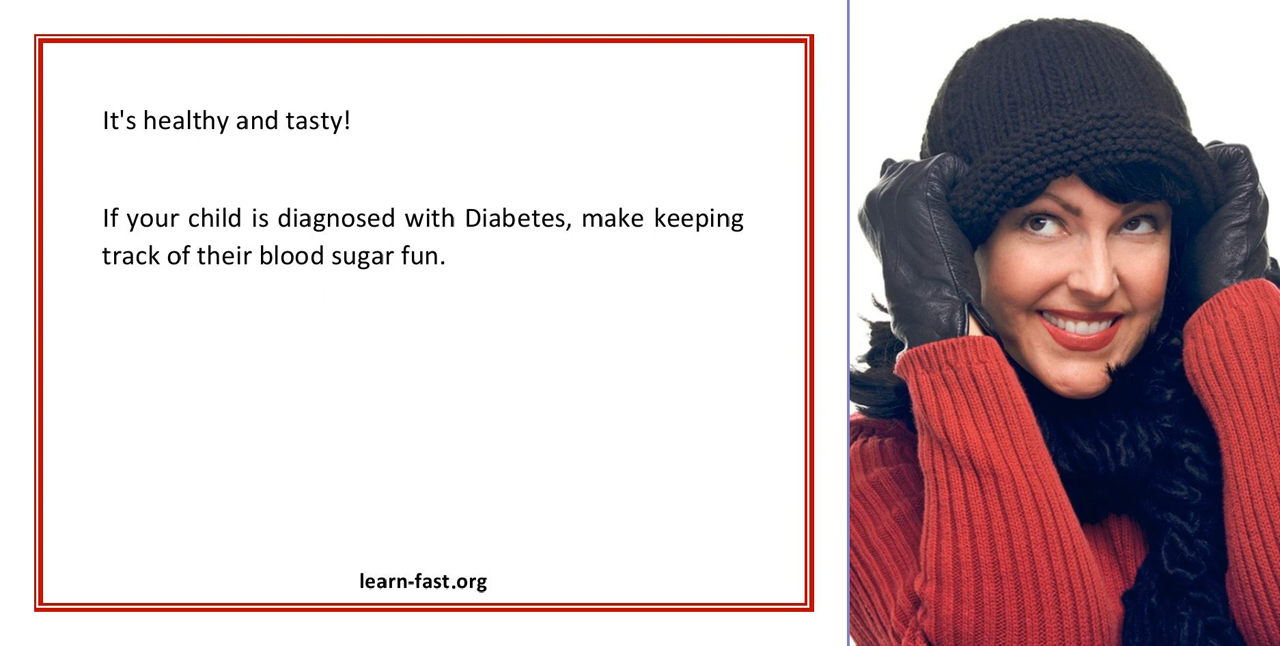 It's healthy and tasty!
If your child is diagnosed with Diabetes, make keeping
track of their blood sugar fun.
learn-fast.org